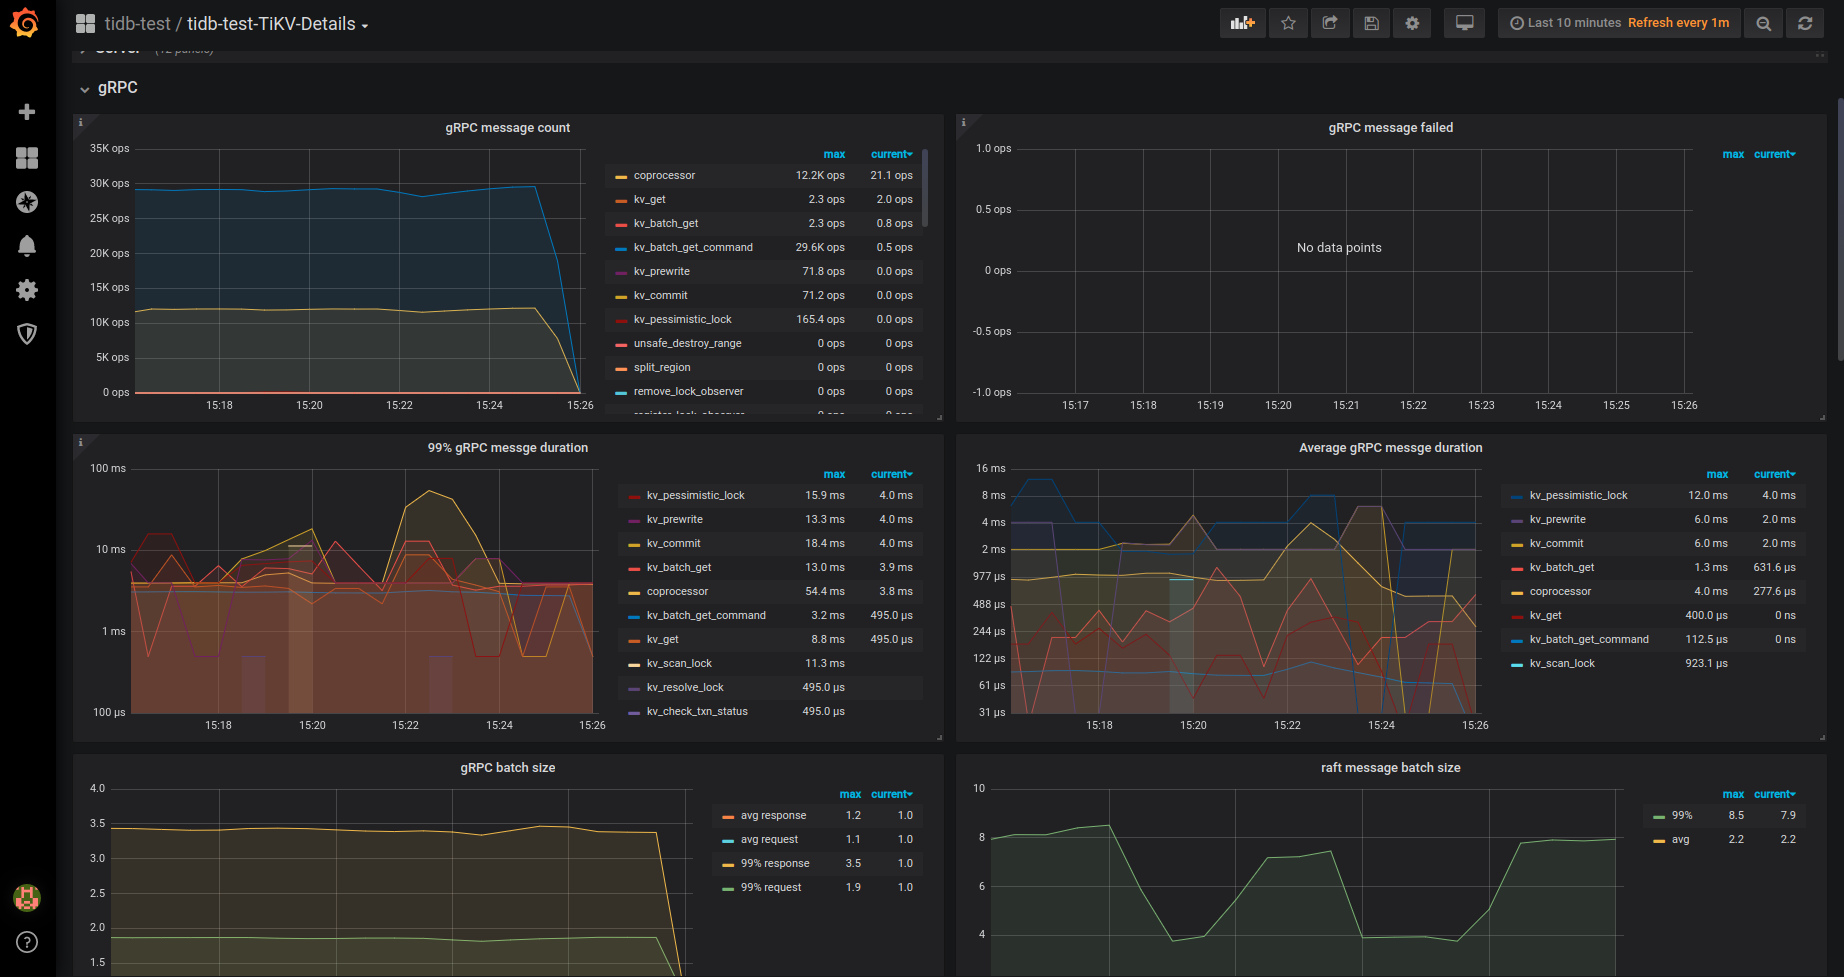 tidb-test / tidb-test-TiKV-Details
Last 10 minutes Refresh every 1m
Server (12 panels)
gRPC
gRPC message count
35K ops
30K ops
25K ops
20K ops
15K ops
10K ops
5K ops
0 ops
15:18 15:20 15:22 15:24 15:26
max current
coprocessor 12.2K ops 21.1 ops
kv_get 2.3 ops 2.0 ops
kv_batch_get 2.3 ops 0.8 ops
kv_batch_get_command 29.6K ops 0.5 ops
kv_prewrite 71.8 ops 0.0 ops
kv_commit 71.2 ops 0.0 ops
kv_pessimistic_lock 165.4 ops 0.0 ops
unsafe_destroy_range 0 ops 0 ops
split_region 0 ops 0 ops
remove_lock_observer 0 ops 0 ops
gRPC message failed
1.0 ops
0.5 ops
0 ops
-0.5 ops
-1.0 ops
No data points
15:17 15:18 15:19 15:20 15:21 15:22 15:23 15:24 15:25 15:26
max current
99% gRPC messge duration
100 ms
10 ms
1 ms
100 µs
15:18 15:20 15:22 15:24 15:26
max current
kv_pessimistic_lock 15.9 ms 4.0 ms
kv_prewrite 13.3 ms 4.0 ms
kv_commit 18.4 ms 4.0 ms
kv_batch_get 13.0 ms 3.9 ms
coprocessor 54.4 ms 3.8 ms
kv_batch_get_command 3.2 ms 495.0 µs
kv_get 8.8 ms 495.0 µs
kv_scan_lock 11.3 ms
kv_resolve_lock 495.0 µs
kv_check_txn_status 495.0 µs
Average gRPC messge duration
16 ms
8 ms
4 ms
2 ms
977 µs
488 µs
244 µs
122 µs
61 µs
31 µs
15:18 15:20 15:22 15:24 15:26
max current
kv_pessimistic_lock 12.0 ms 4.0 ms
kv_prewrite 6.0 ms 2.0 ms
kv_commit 6.0 ms 2.0 ms
kv_batch_get 1.3 ms 631.6 µs
coprocessor 4.0 ms 277.6 µs
kv_get 400.0 µs 0 ns
kv_batch_get_command 112.5 µs 0 ns
kv_scan_lock 923.1 µs
gRPC batch size
4.0
3.5
3.0
2.5
2.0
1.5
max current
avg response 1.2 1.0
avg request 1.1 1.0
99% response 3.5 1.0
99% request 1.9 1.0
raft message batch size
10
8
6
4
max current
99% 8.5 7.9
avg 2.2 2.2